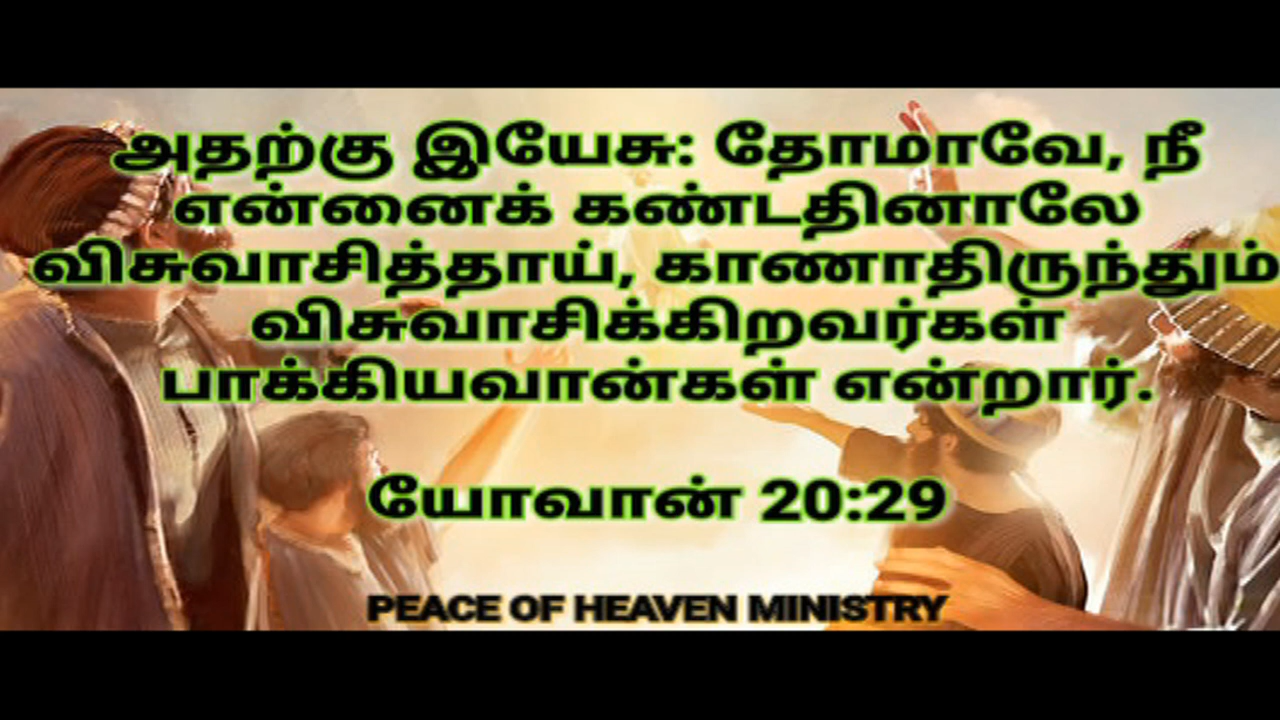 அதற்கு இயேசு: தோமாவே, நீ
என்னைக் கண்டதினாலே
விசுவாசித்தாய், காணாதிருந்தும்
விசுவாசிக்கிறவர்கள்
பாக்கியவான்கள் என்றார்.
யோவான் 20:29
PEACE OF HEAVEN MINISTRY